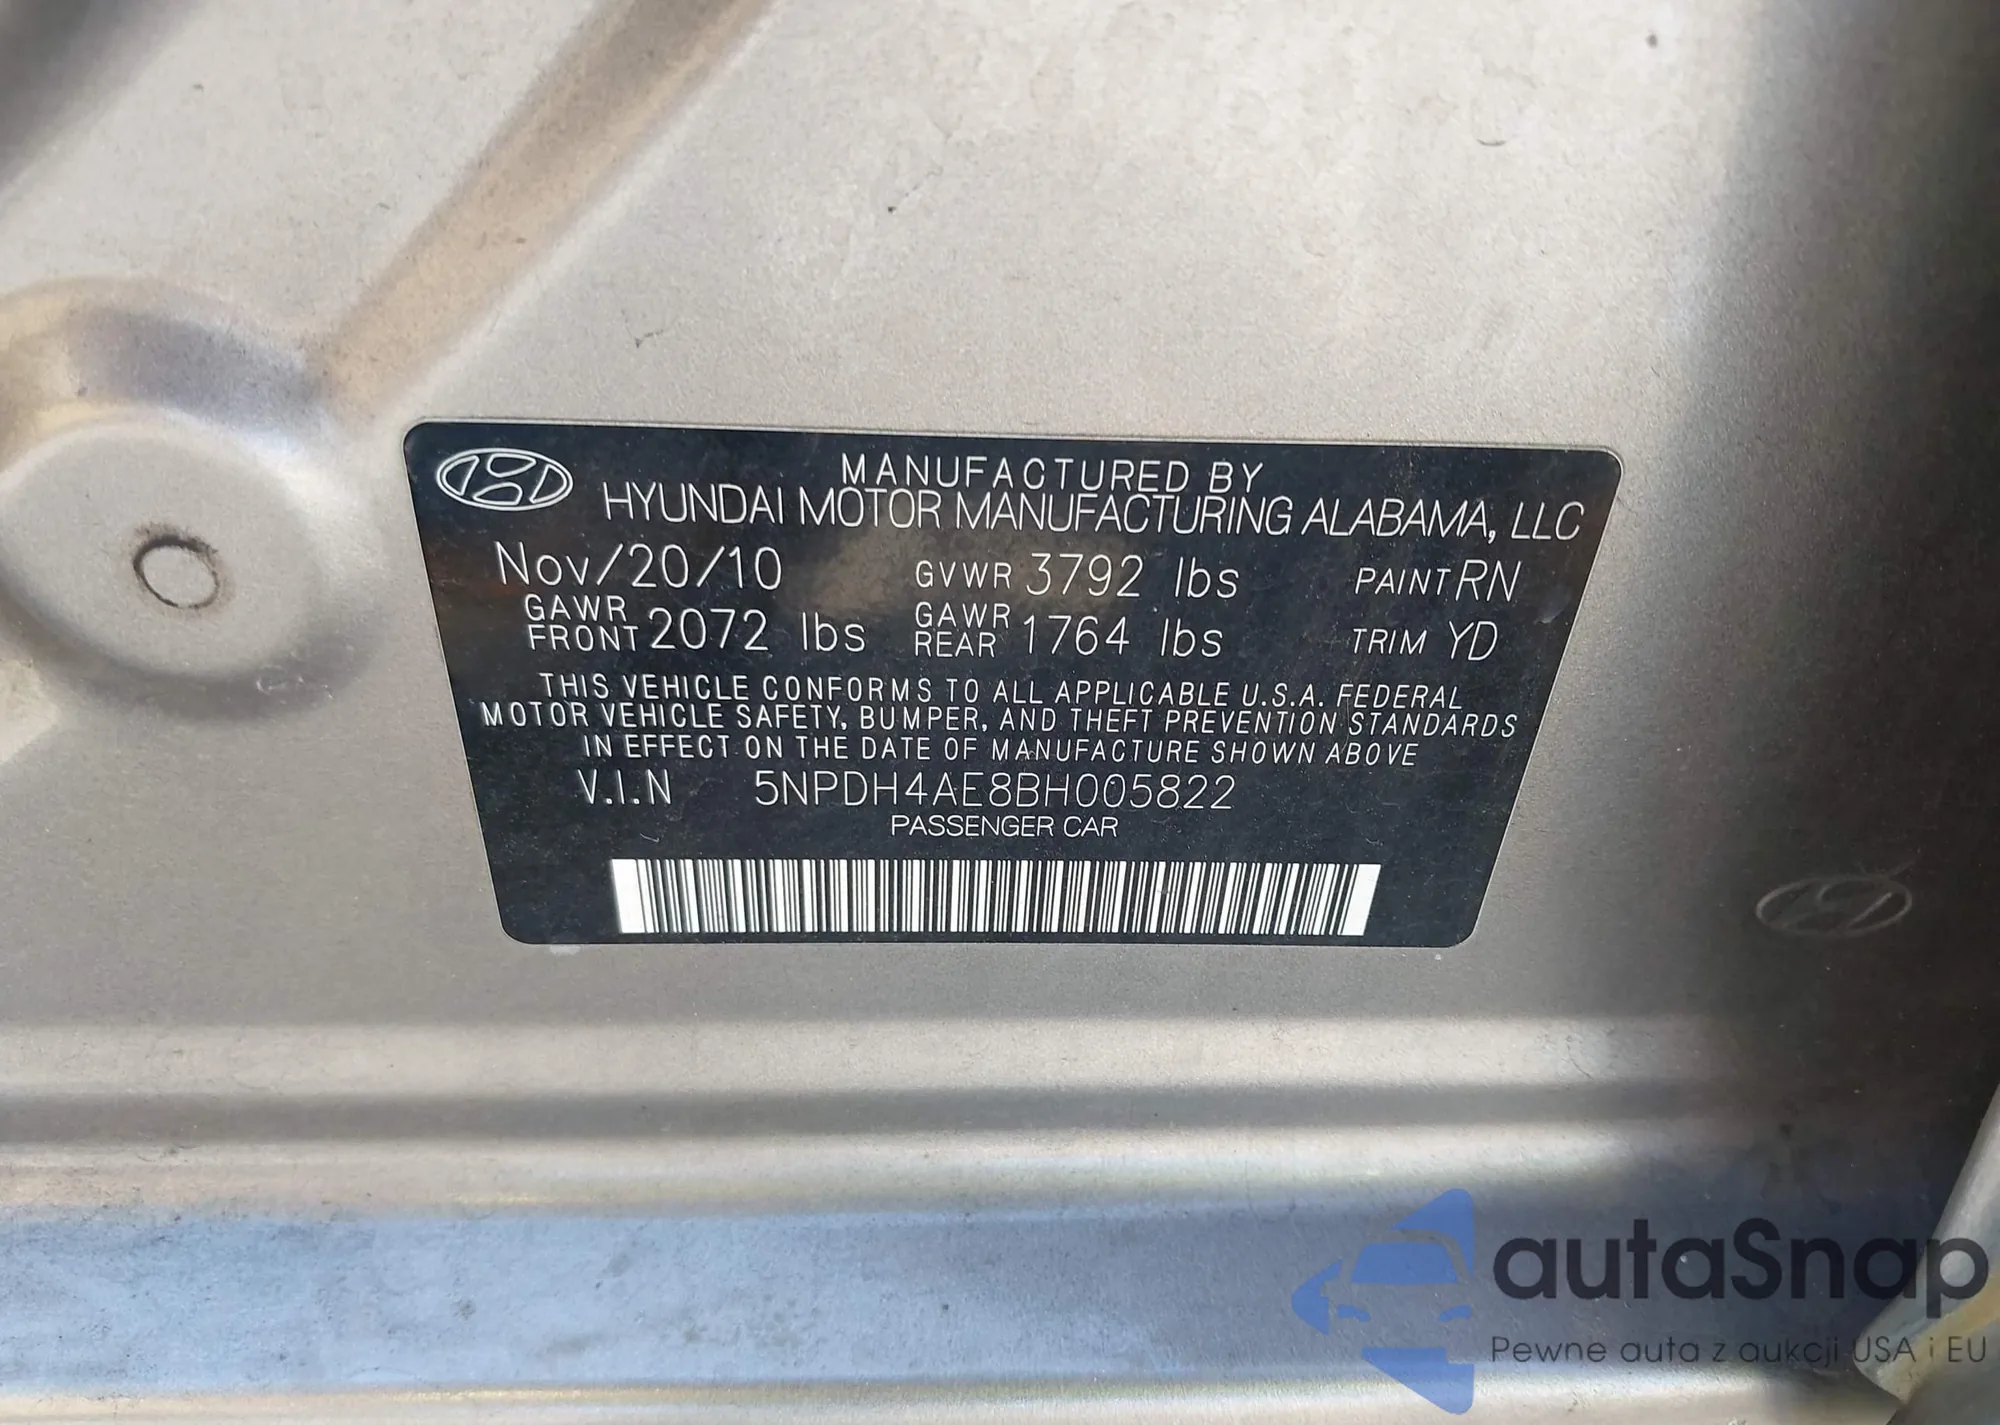 MANUFACTURED BY
HYUNDAI MOTOR MANUFACTURING ALABAMA, LLC
Nov/20/10 GVWR 3792 lbs PAINT RN
GAWR FRONT 2072 lbs GAWR REAR 1764 lbs TRIM YD
THIS VEHICLE CONFORMS TO ALL APPLICABLE U.S.A. FEDERAL
MOTOR VEHICLE SAFETY, BUMPER, AND THEFT PREVENTION STANDARDS
IN EFFECT ON THE DATE OF MANUFACTURE SHOWN ABOVE
V.I.N 5NPDH4AE8BH005822
PASSENGER CAR
autaSnap
Pewne auta z aukcji USA i EU